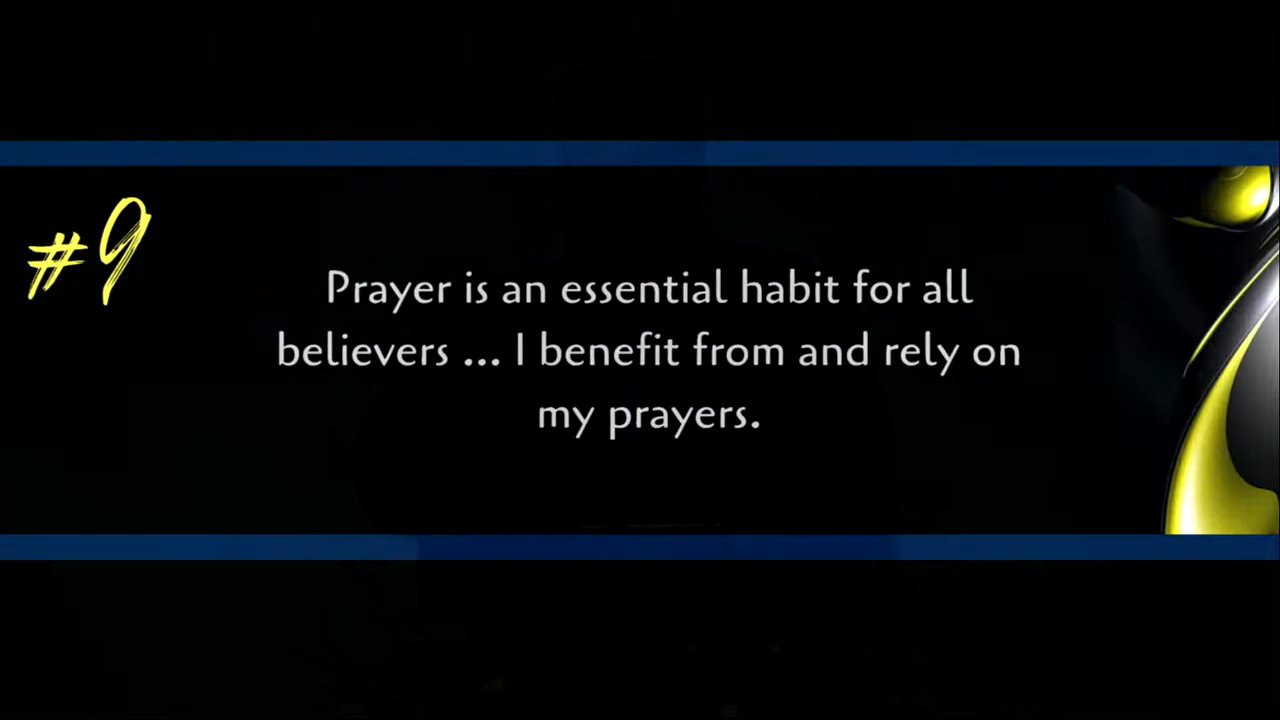 #9
Prayer is an essential habit for all
believers ... I benefit from and rely on
my prayers.